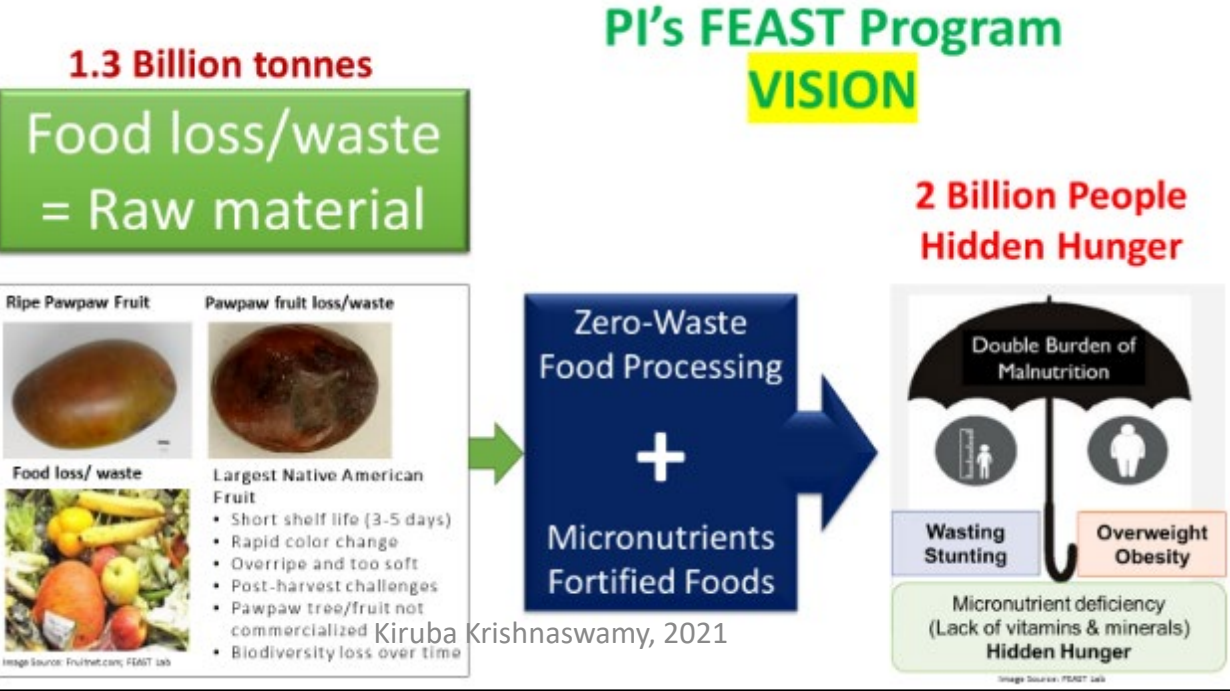 PI's FEAST Program
VISION
1.3 Billion tonnes
Food loss/waste
= Raw material
2 Billion People
Hidden Hunger
Ripe Pawpaw Fruit
Pawpaw fruit loss/waste
Food loss/ waste
Largest Native American
Fruit
• Short shelf life (3-5 days)
• Rapid color change
• Overripe and too soft
• Post-harvest challenges
• Pawpaw tree/fruit not
commercialized
• Biodiversity loss over time
Image Source: Fruitnet.com; FEAST Lab
Kiruba Krishnaswamy, 2021
Zero-Waste
Food Processing
+
Micronutrients
Fortified Foods
Double Burden of
Malnutrition
Wasting
Stunting
Overweight
Obesity
Micronutrient deficiency
(Lack of vitamins & minerals)
Hidden Hunger
Image Source: FEAST Lab